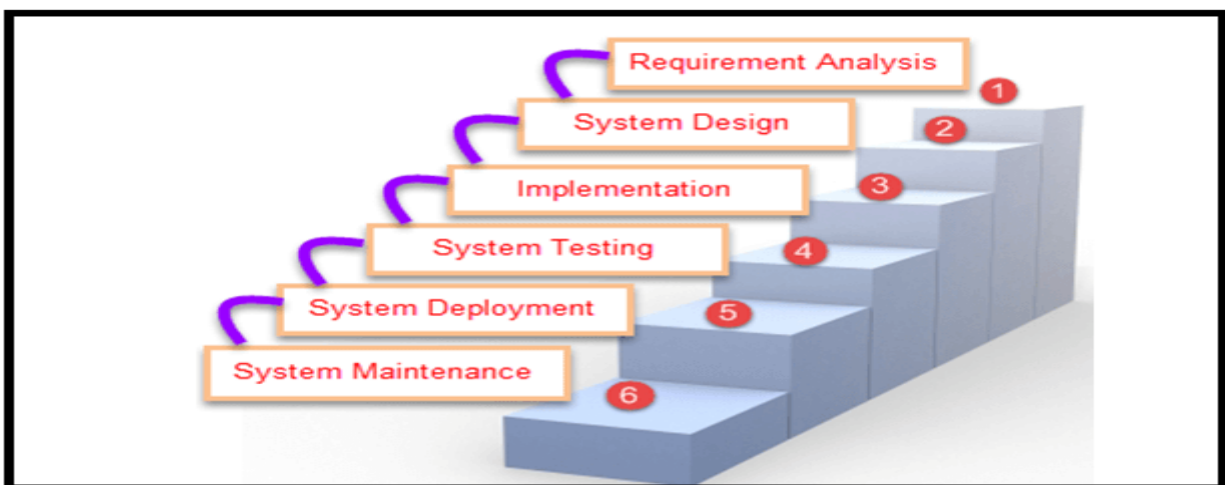 Requirement Analysis
1
System Design
2
Implementation
3
System Testing
4
System Deployment
5
System Maintenance
6